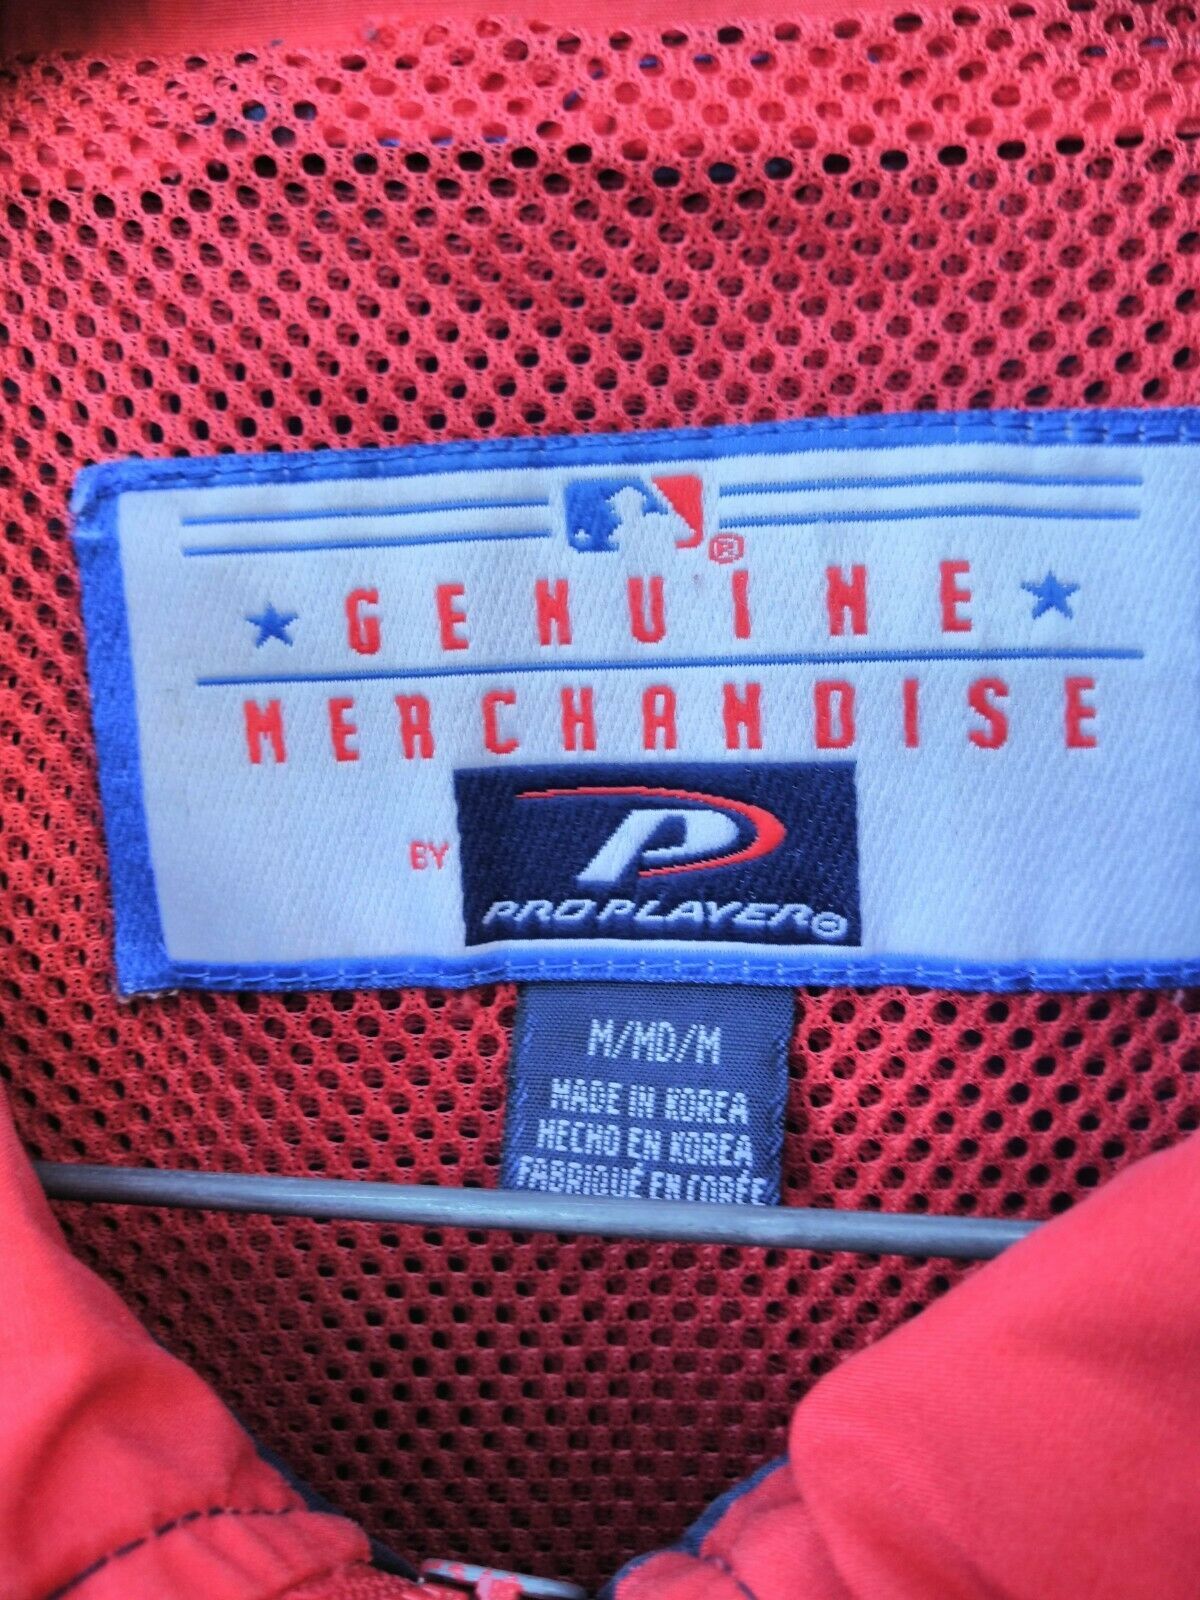 ®
GENUINE
MERCHANDISE
BY
PRO PLAYER®
M/MD/M
MADE IN KOREA
HECHO EN KOREA
FABRIQUÉ EN CORÉE